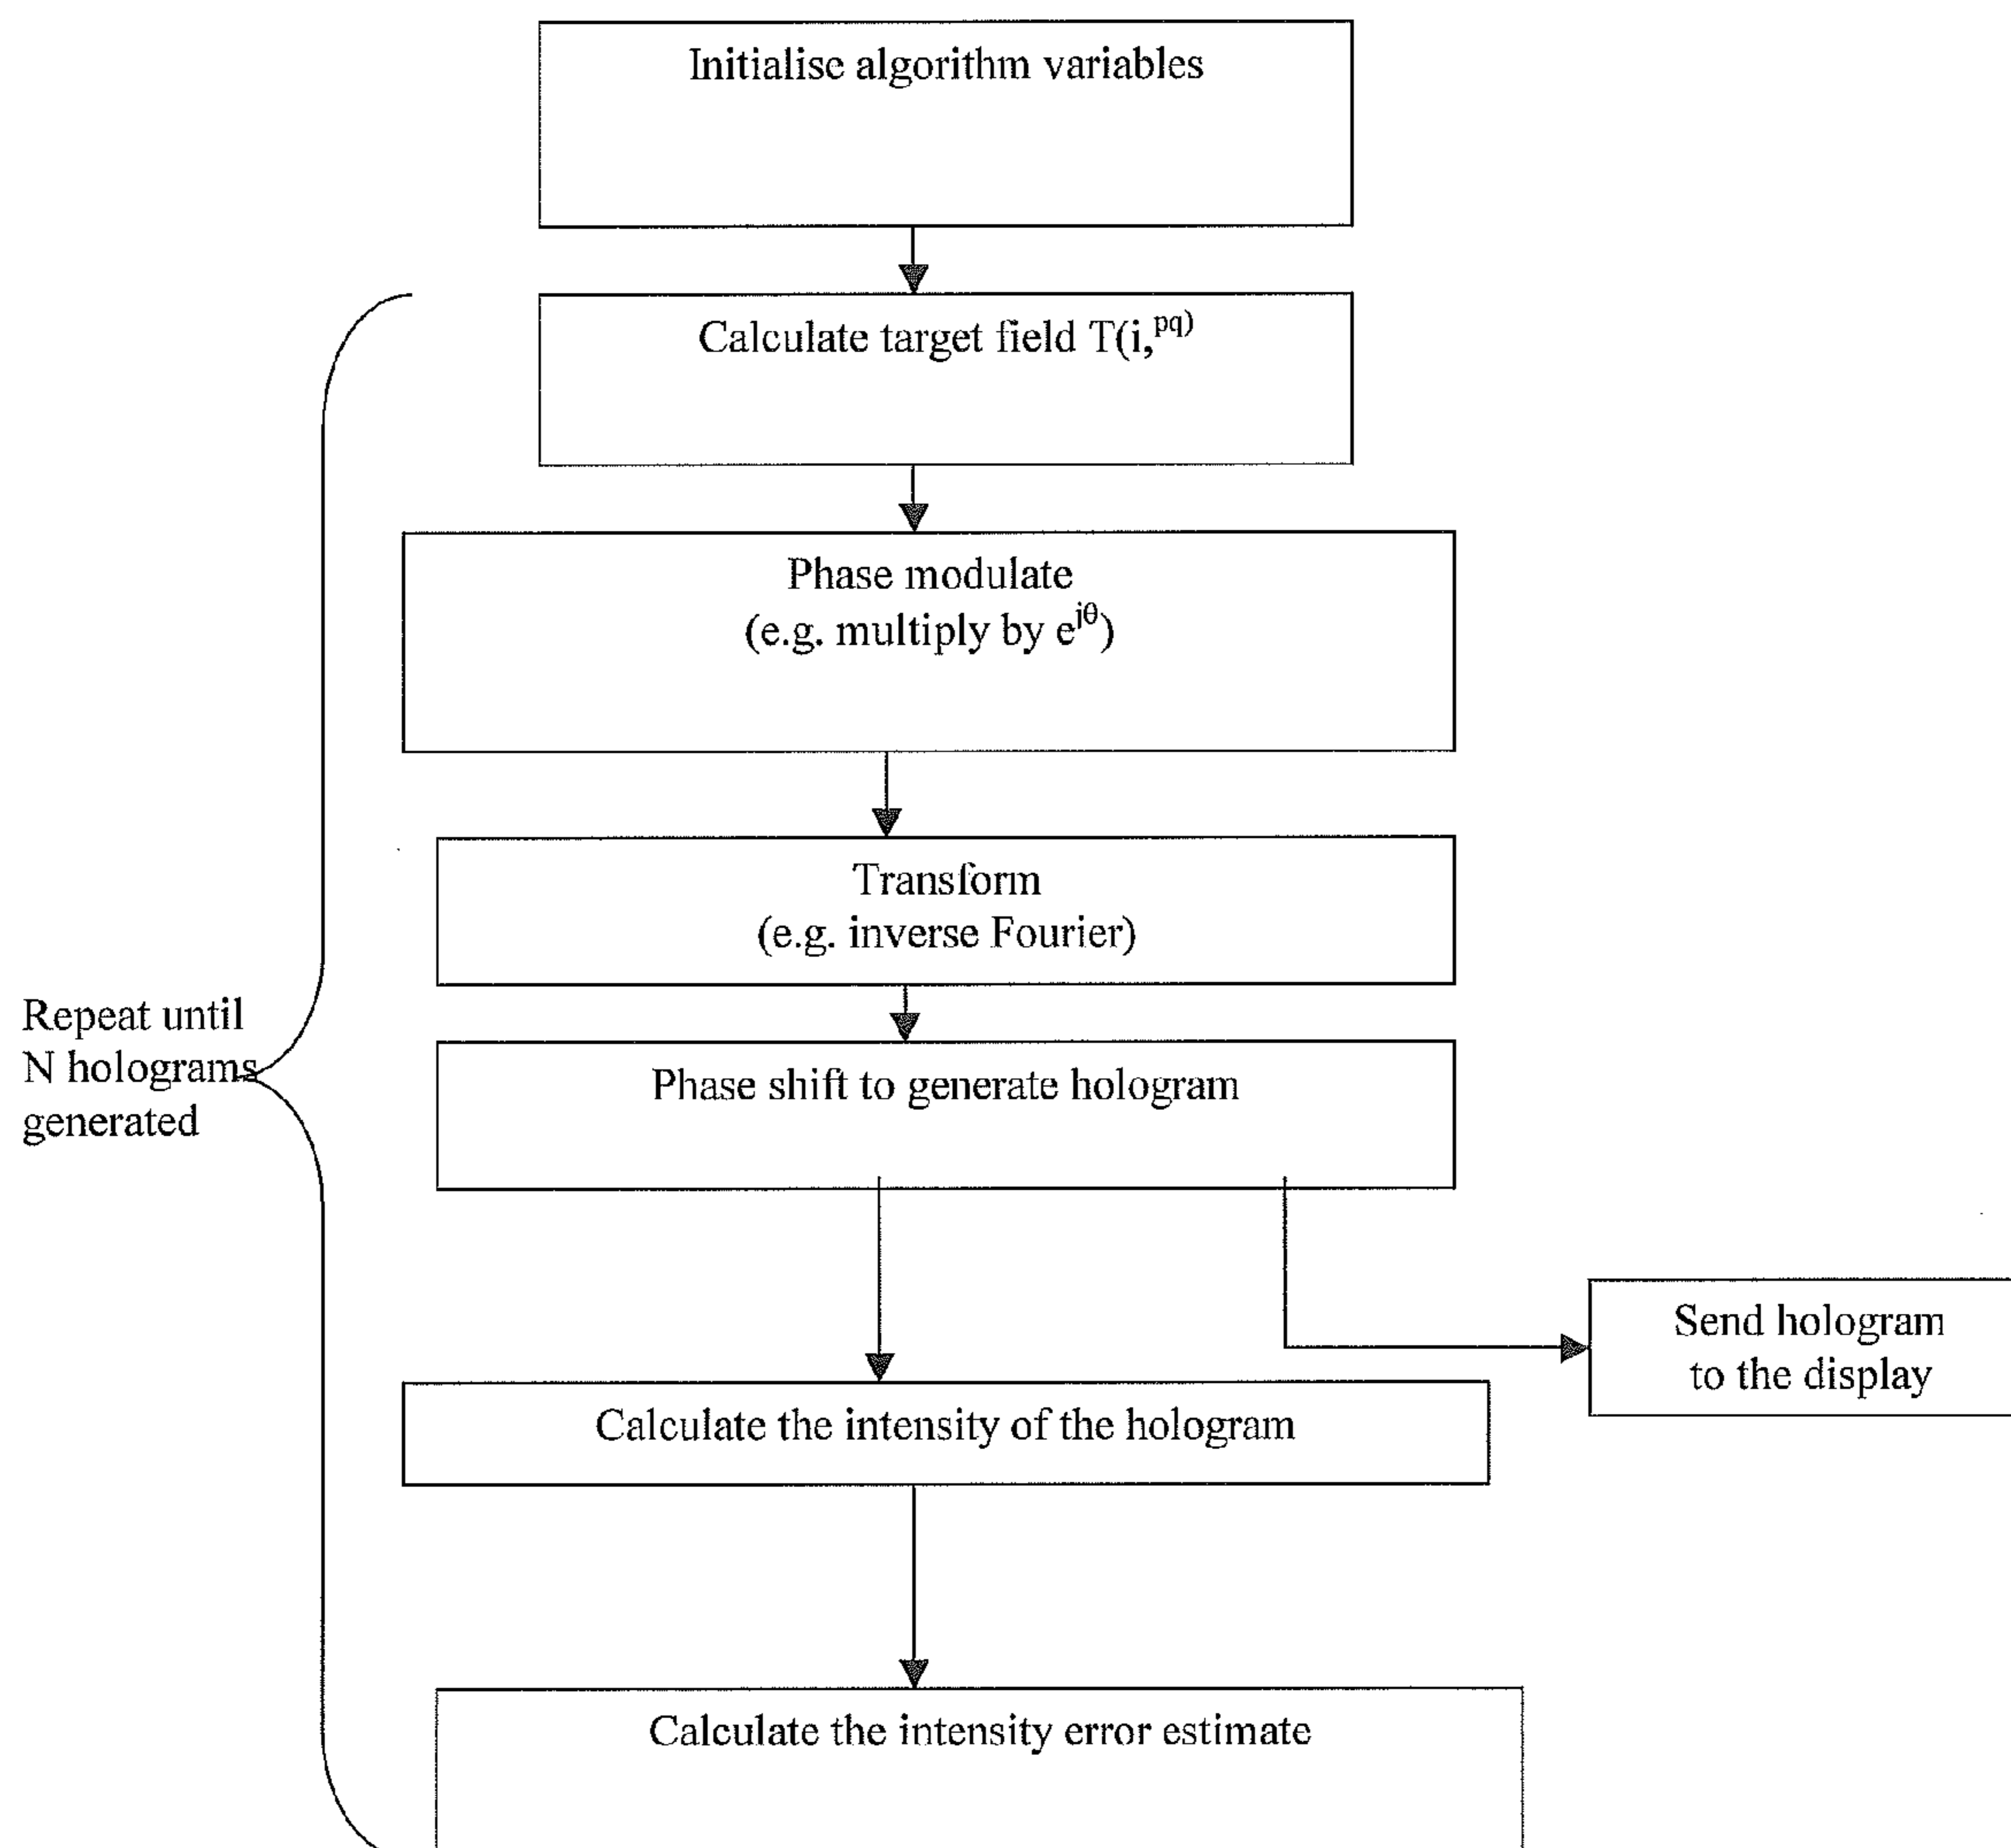 Initialise algorithm variables
Calculate target field T(i,^pq)
Phase modulate
(e.g. multiply by e^jθ)
Transform
(e.g. inverse Fourier)
Repeat until
N holograms
generated
Phase shift to generate hologram
Send hologram
to the display
Calculate the intensity of the hologram
Calculate the intensity error estimate